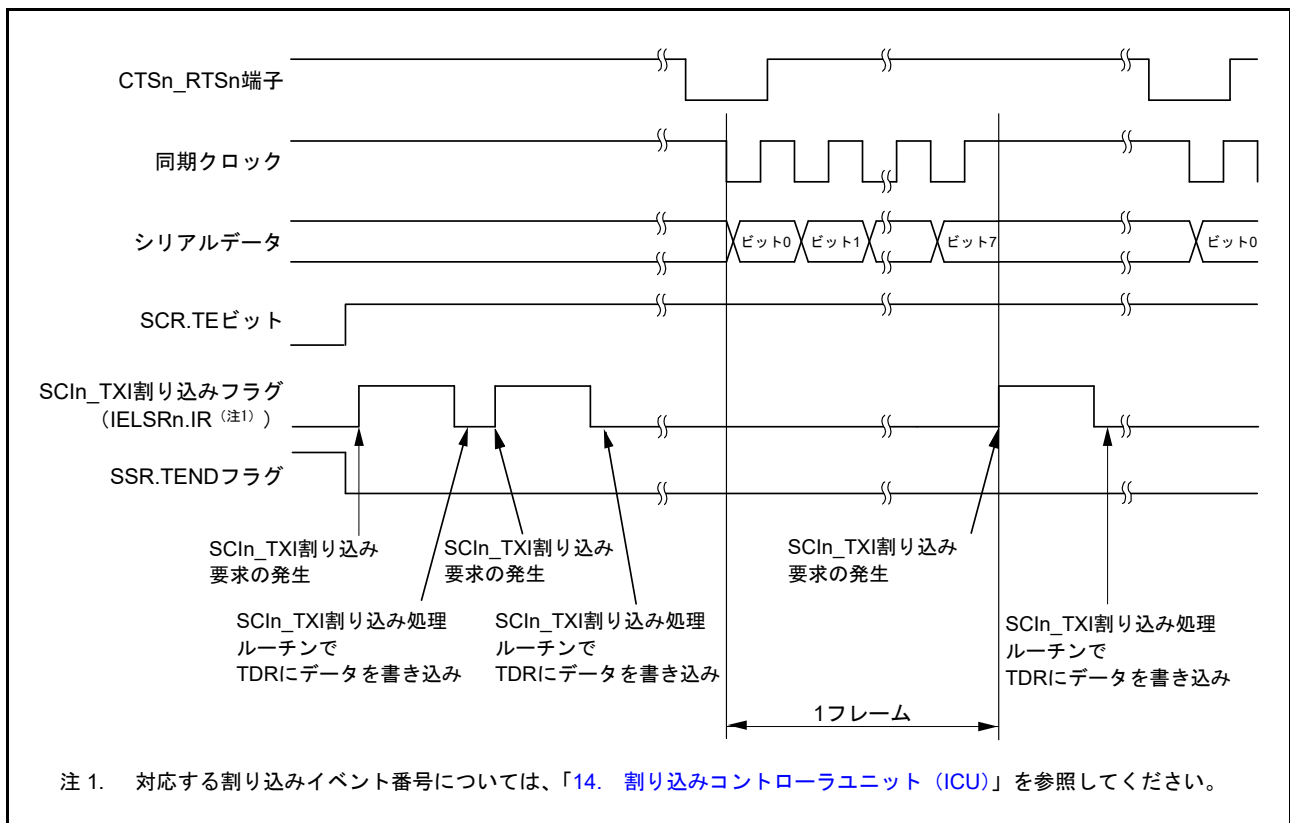 CTSn_RTSn端子
同期クロック
シリアルデータ
ビット0
ビット1
ビット7
ビット0
SCR.TEビット
SCIn_TXI割り込みフラグ
（IELSRn.IR（注1））
SSR.TENDフラグ
SCIn_TXI割り込み
要求の発生
SCIn_TXI割り込み
要求の発生
SCIn_TXI割り込み
要求の発生
SCIn_TXI割り込み処理
ルーチンで
TDRにデータを書き込み
SCIn_TXI割り込み処理
ルーチンで
TDRにデータを書き込み
SCIn_TXI割り込み処理
ルーチンで
TDRにデータを書き込み
1フレーム
注 1. 対応する割り込みイベント番号については、「14. 割り込みコントローラユニット（ICU）」を参照してください。